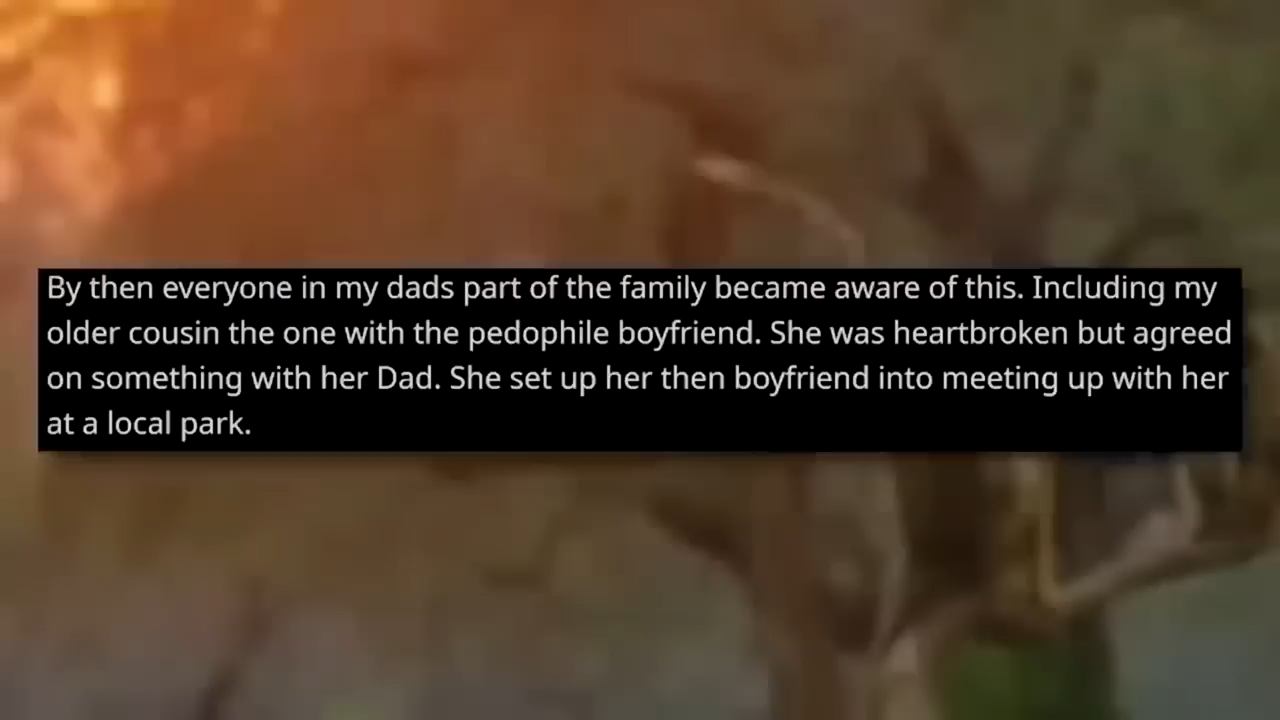 By then everyone in my dads part of the family became aware of this. Including my
older cousin the one with the pedophile boyfriend. She was heartbroken but agreed
on something with her Dad. She set up her then boyfriend into meeting up with her
at a local park.